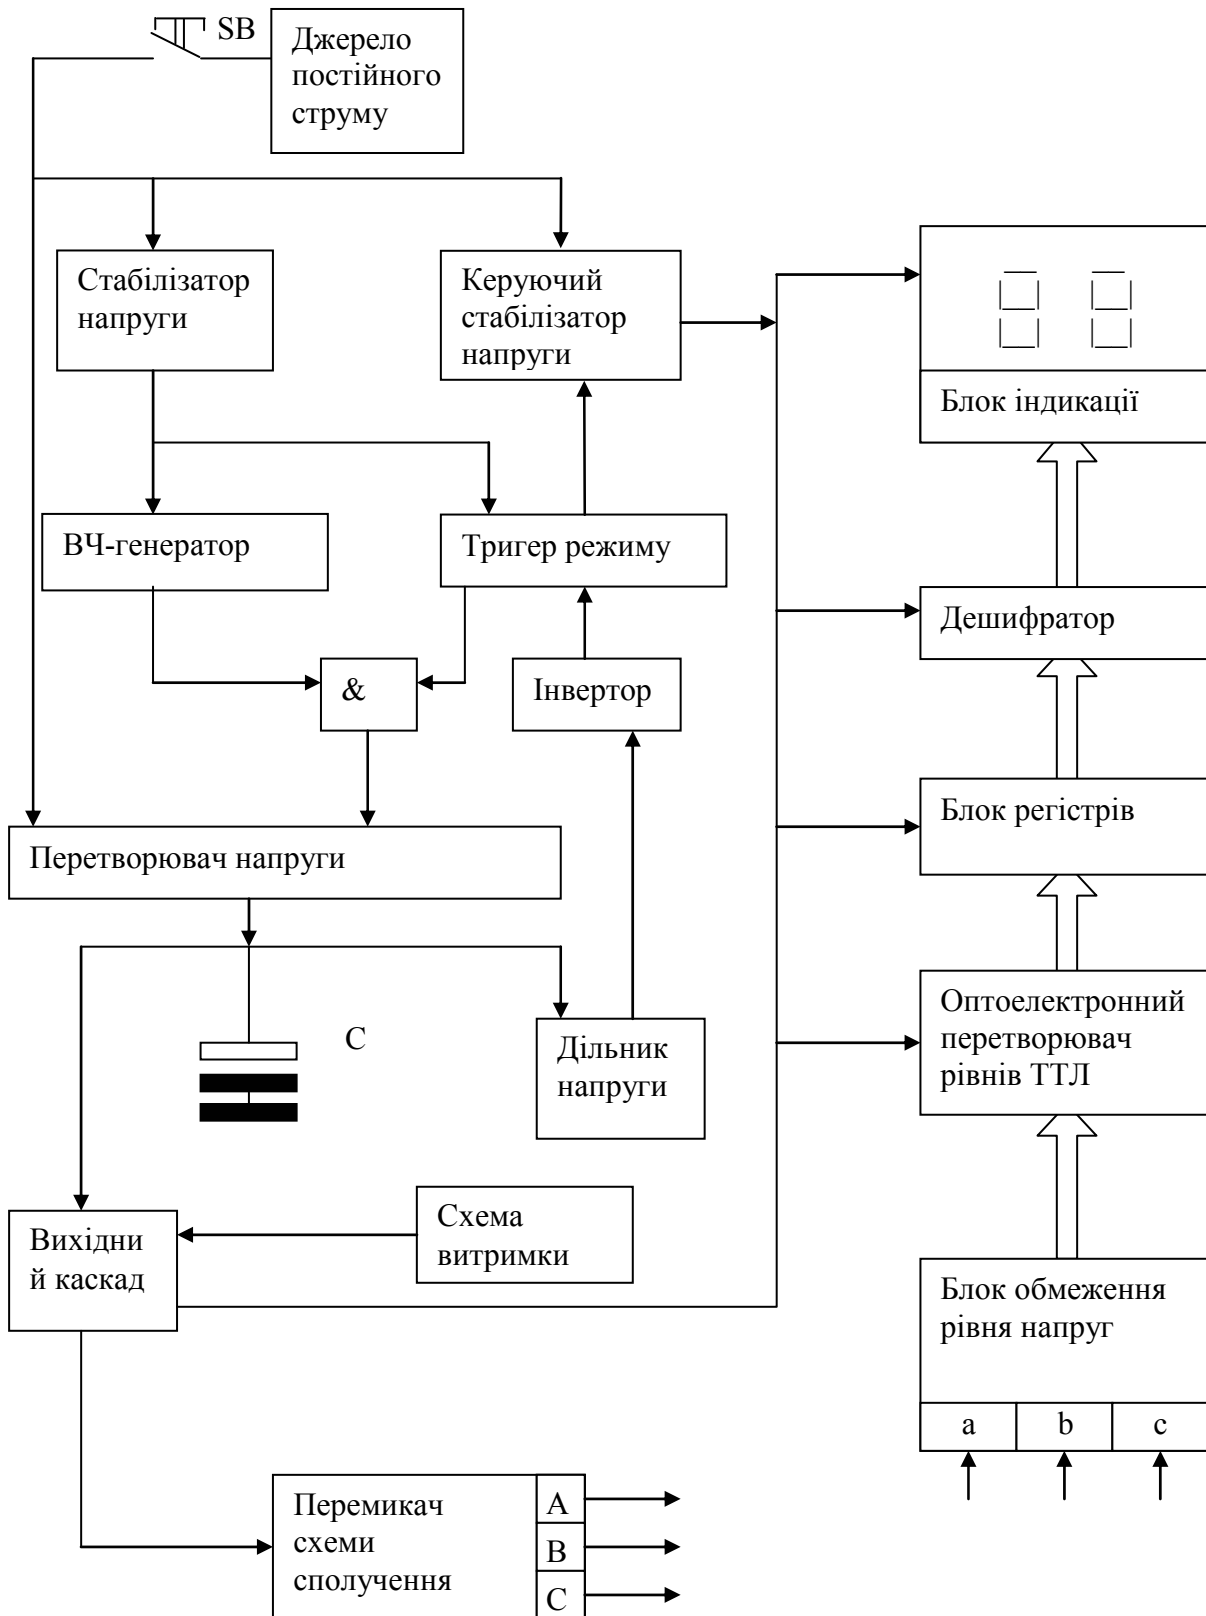 SB
Джерело
постійного
струму
Стабілізатор
напруги
Керуючий
стабілізатор
напруги
Блок індикації
ВЧ-генератор
Тригер режиму
Дешифратор
&
Інвертор
Блок регістрів
Перетворювач напруги
С
Дільник
напруги
Оптоелектронний
перетворювач
рівнів ТТЛ
Вихідни
й каскад
Схема
витримки
Блок обмеження
рівня напруг
a
b
c
Перемикач
схеми
сполучення
A
B
C